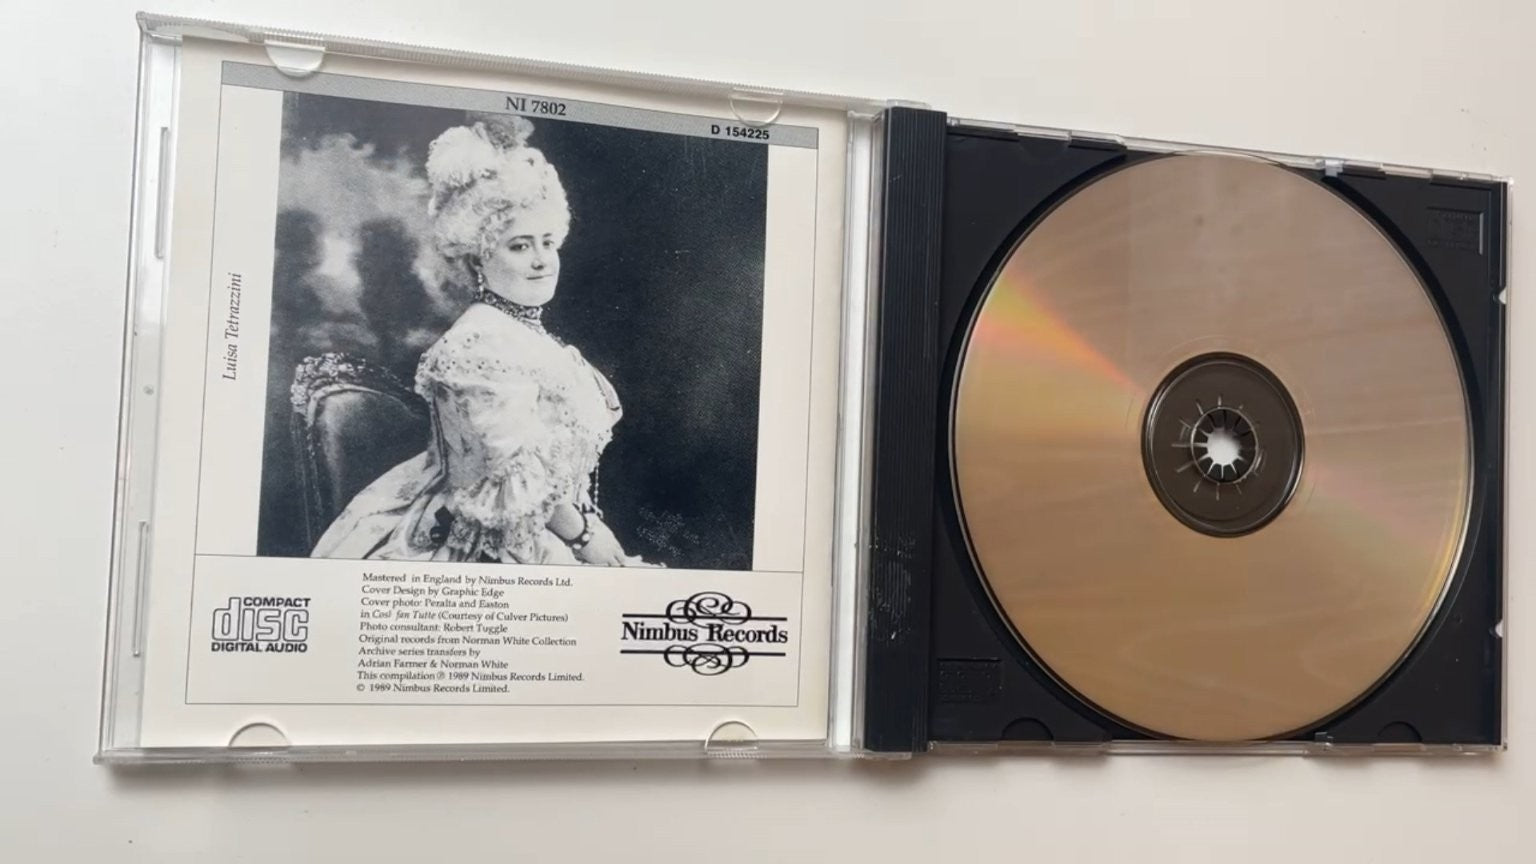 NI 7802
D 154225
Luisa Tetrazzini
COMPACT
disc
DIGITAL AUDIO
Mastered in England by Nimbus Records Ltd.
Cover Design by Graphic Edge
Cover photo: Peralta and Easton
in Cosi fan Tutte (Courtesy of Culver Pictures)
Photo consultant: Robert Tuggle
Original records from Norman White Collection
Archive series transfers by
Adrian Farmer & Norman White
This compilation ℗ 1989 Nimbus Records Limited.
© 1989 Nimbus Records Limited.
Nimbus Records